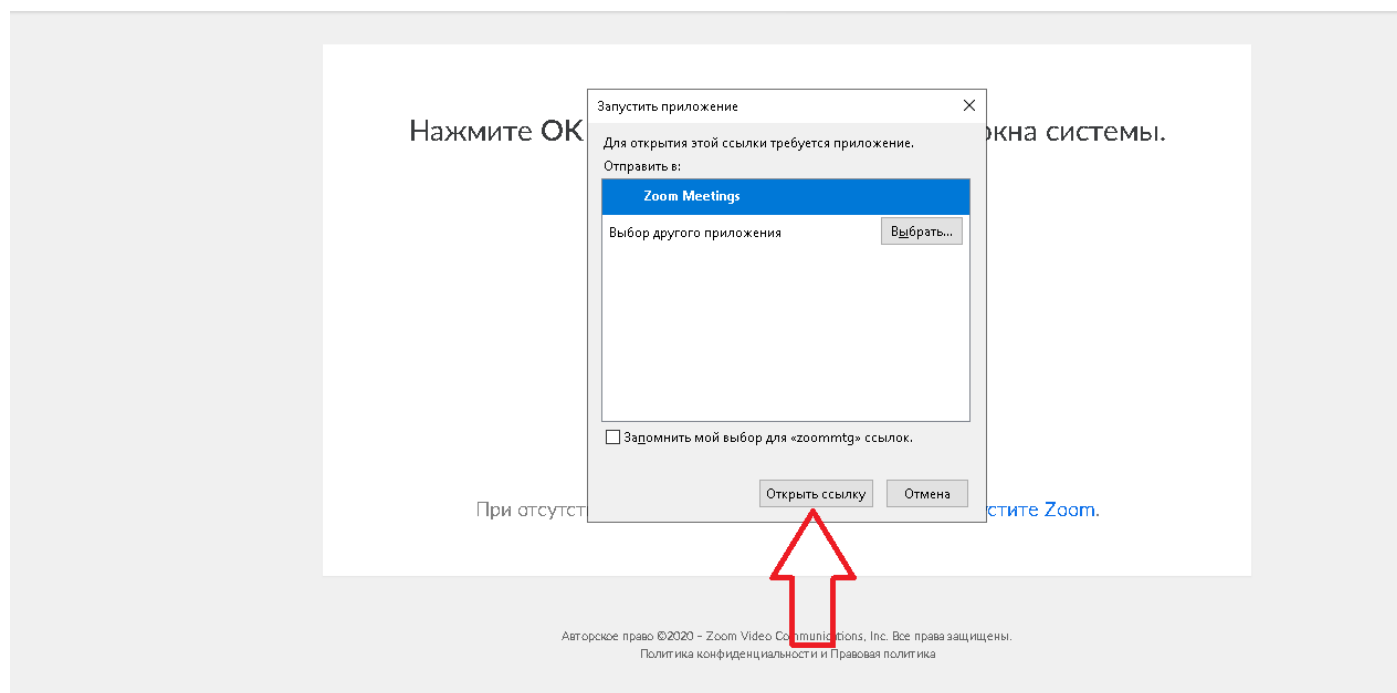 Запустить приложение
Нажмите OK
окна системы.
Для открытия этой ссылки требуется приложение.
Отправить в:
Zoom Meetings
Выбор другого приложения
Выбрать...
Запомнить мой выбор для «zoommtg» ссылок.
Открыть ссылку
Отмена
При отсутст
стите Zoom.
Авторское право ©2020 - Zoom Video Communications, Inc. Все права защищены.
Политика конфиденциальности и Правовая политика